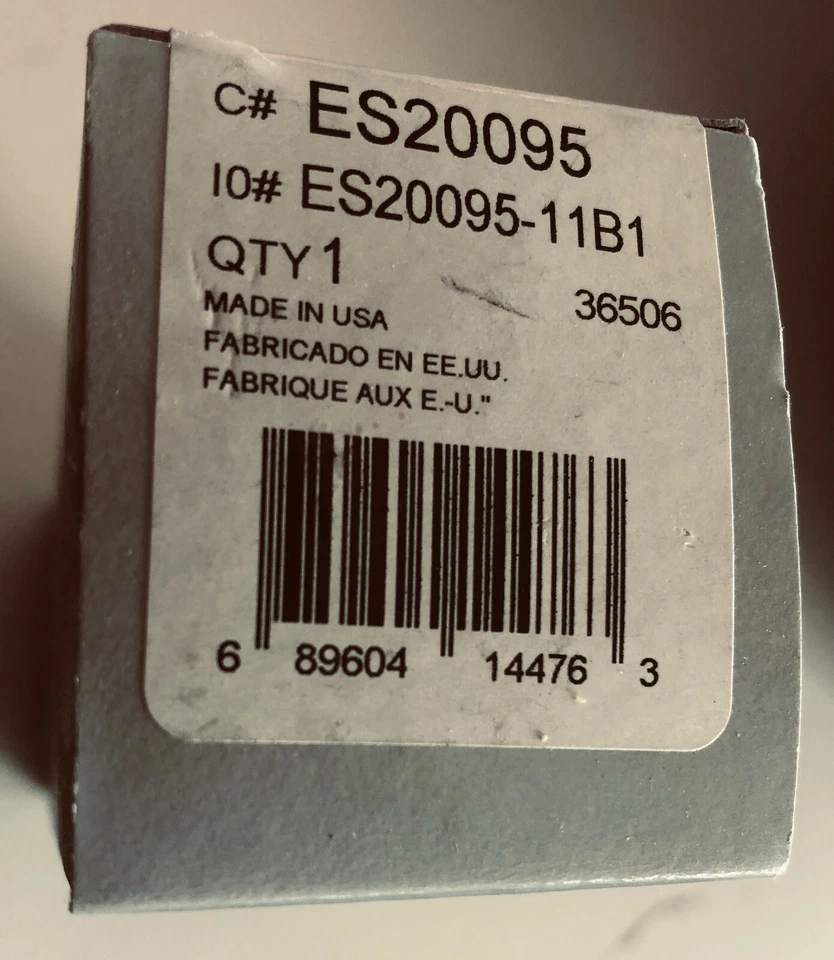 C# ES20095
I0# ES20095-11B1
QTY 1
36506
MADE IN USA
FABRICADO EN EE.UU.
FABRIQUE AUX E.-U."
6 89604 14476 3